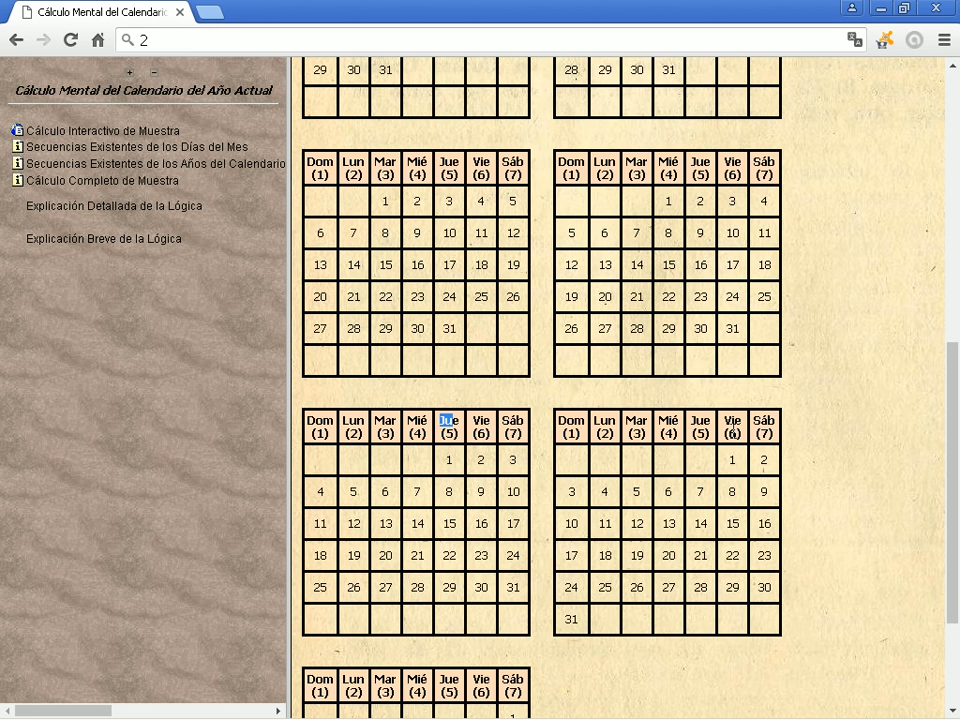 Cálculo Mental del Calendario
2
+ −
Cálculo Mental del Calendario del Año Actual
Cálculo Interactivo de Muestra
Secuencias Existentes de los Días del Mes
Secuencias Existentes de los Años del Calendario
Cálculo Completo de Muestra
Explicación Detallada de la Lógica
Explicación Breve de la Lógica
29 30 31
28 29 30 31
Dom Lun Mar Mié Jue Vie Sáb
(1) (2) (3) (4) (5) (6) (7)
1 2 3 4 5
6 7 8 9 10 11 12
13 14 15 16 17 18 19
20 21 22 23 24 25 26
27 28 29 30 31
Dom Lun Mar Mié Jue Vie Sáb
(1) (2) (3) (4) (5) (6) (7)
1 2 3 4
5 6 7 8 9 10 11
12 13 14 15 16 17 18
19 20 21 22 23 24 25
26 27 28 29 30 31
Dom Lun Mar Mié Jue Vie Sáb
(1) (2) (3) (4) (5) (6) (7)
1 2 3
4 5 6 7 8 9 10
11 12 13 14 15 16 17
18 19 20 21 22 23 24
25 26 27 28 29 30 31
Dom Lun Mar Mié Jue Vie Sáb
(1) (2) (3) (4) (5) (6) (7)
1 2
3 4 5 6 7 8 9
10 11 12 13 14 15 16
17 18 19 20 21 22 23
24 25 26 27 28 29 30
31
Dom Lun Mar Mié Jue Vie Sáb
(1) (2) (3) (4) (5) (6) (7)
1